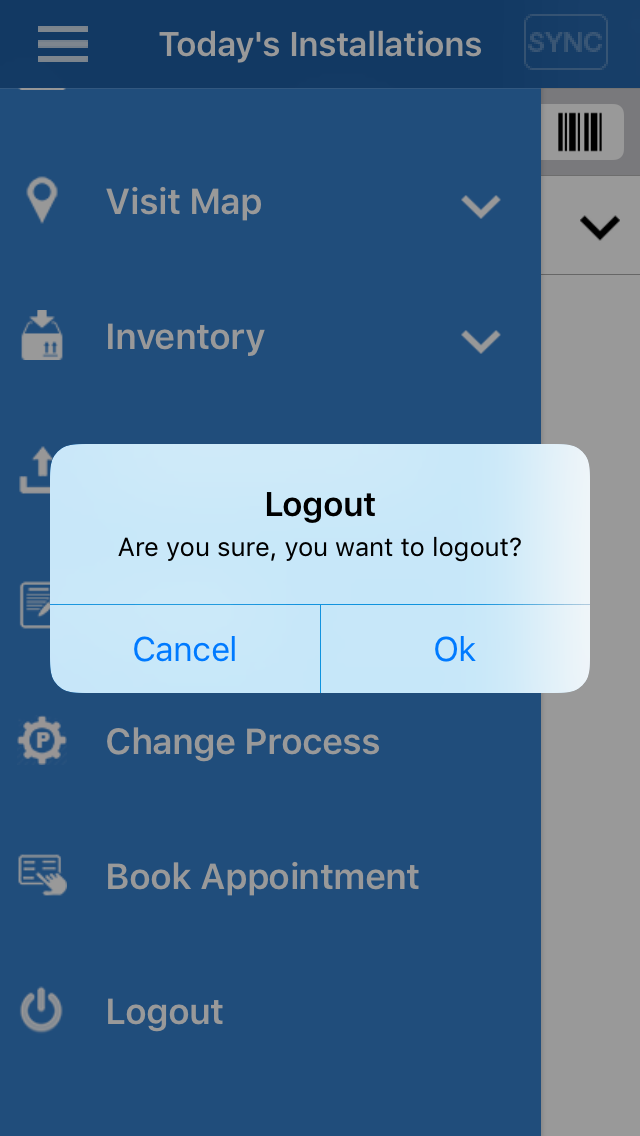 Today's Installations
SYNC
Visit Map
Inventory
Logout
Are you sure, you want to logout?
Cancel
Ok
P
Change Process
Book Appointment
Logout